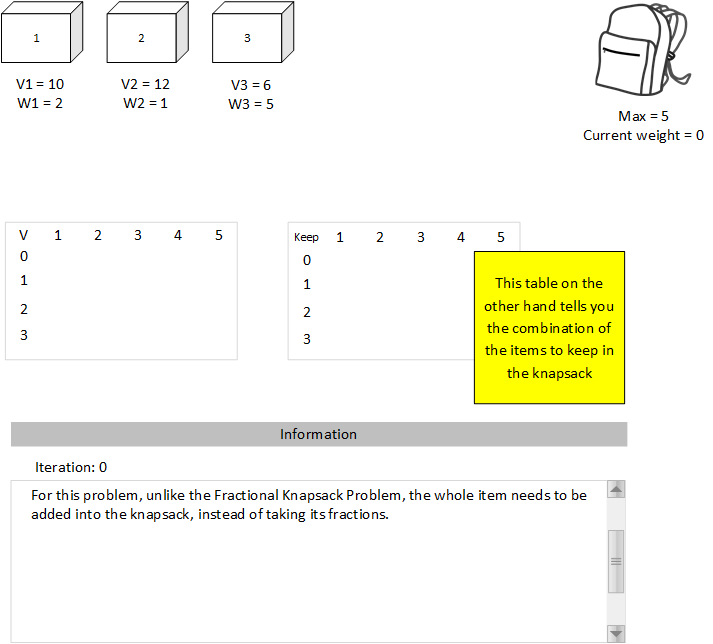 1 2 3
V1 = 10 V2 = 12 V3 = 6
W1 = 2 W2 = 1 W3 = 5
Max = 5
Current weight = 0
V 1 2 3 4 5
0
1
2
3
Keep 1 2 3 4 5
0
1
2
3
This table on the
other hand tells you
the combination of
the items to keep in
the knapsack
Information
Iteration: 0
For this problem, unlike the Fractional Knapsack Problem, the whole item needs to be
added into the knapsack, instead of taking its fractions.